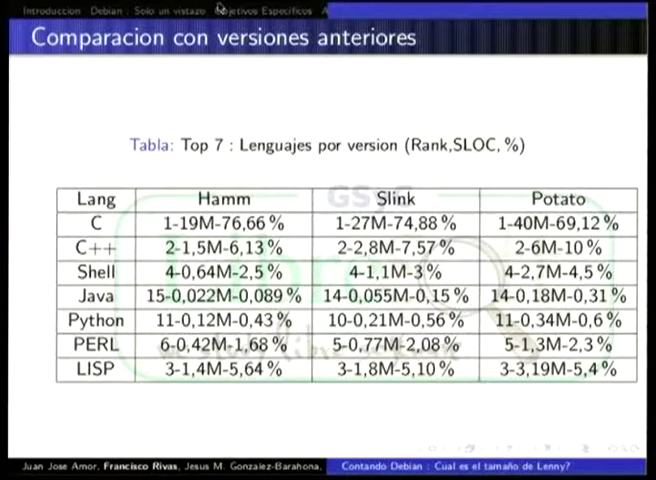 Introduccion Debian : Solo un vistazo Objetivos Especificos A
Comparacion con versiones anteriores
Tabla: Top 7 : Lenguajes por version (Rank,SLOC, %)
Lang Hamm Slink Potato
C 1-19M-76,66 % 1-27M-74,88 % 1-40M-69,12 %
C++ 2-1,5M-6,13 % 2-2,8M-7,57 % 2-6M-10 %
Shell 4-0,64M-2,5 % 4-1,1M-3 % 4-2,7M-4,5 %
Java 15-0,022M-0,089 % 14-0,055M-0,15 % 14-0,18M-0,31 %
Python 11-0,12M-0,43 % 10-0,21M-0,56 % 11-0,34M-0,6 %
PERL 6-0,42M-1,68 % 5-0,77M-2,08 % 5-1,3M-2,3 %
LISP 3-1,4M-5,64 % 3-1,8M-5,10 % 3-3,19M-5,4 %
GSyC
Libre
Juan Jose Amor, Francisco Rivas, Jesus M. Gonzalez-Barahona, Contando Debian : Cual es el tamaño de Lenny?